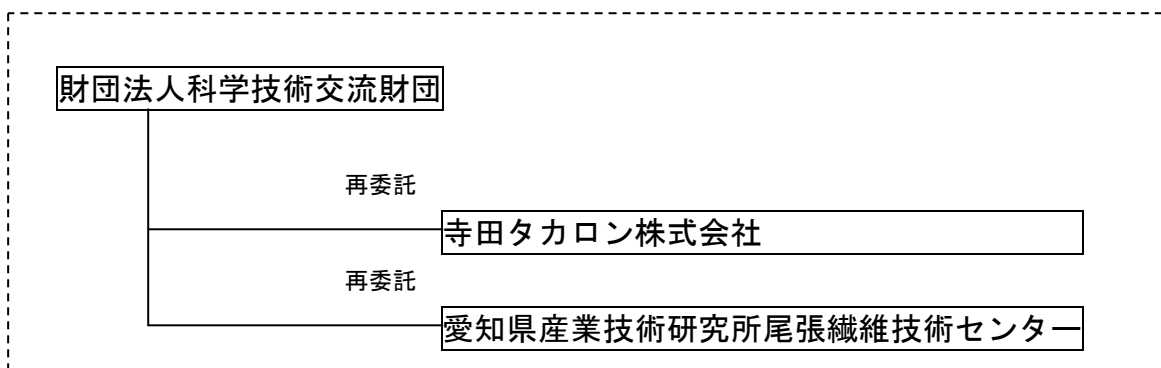 財団法人科学技術交流財団
再委託
寺田タカロン株式会社
再委託
愛知県産業技術研究所尾張繊維技術センター